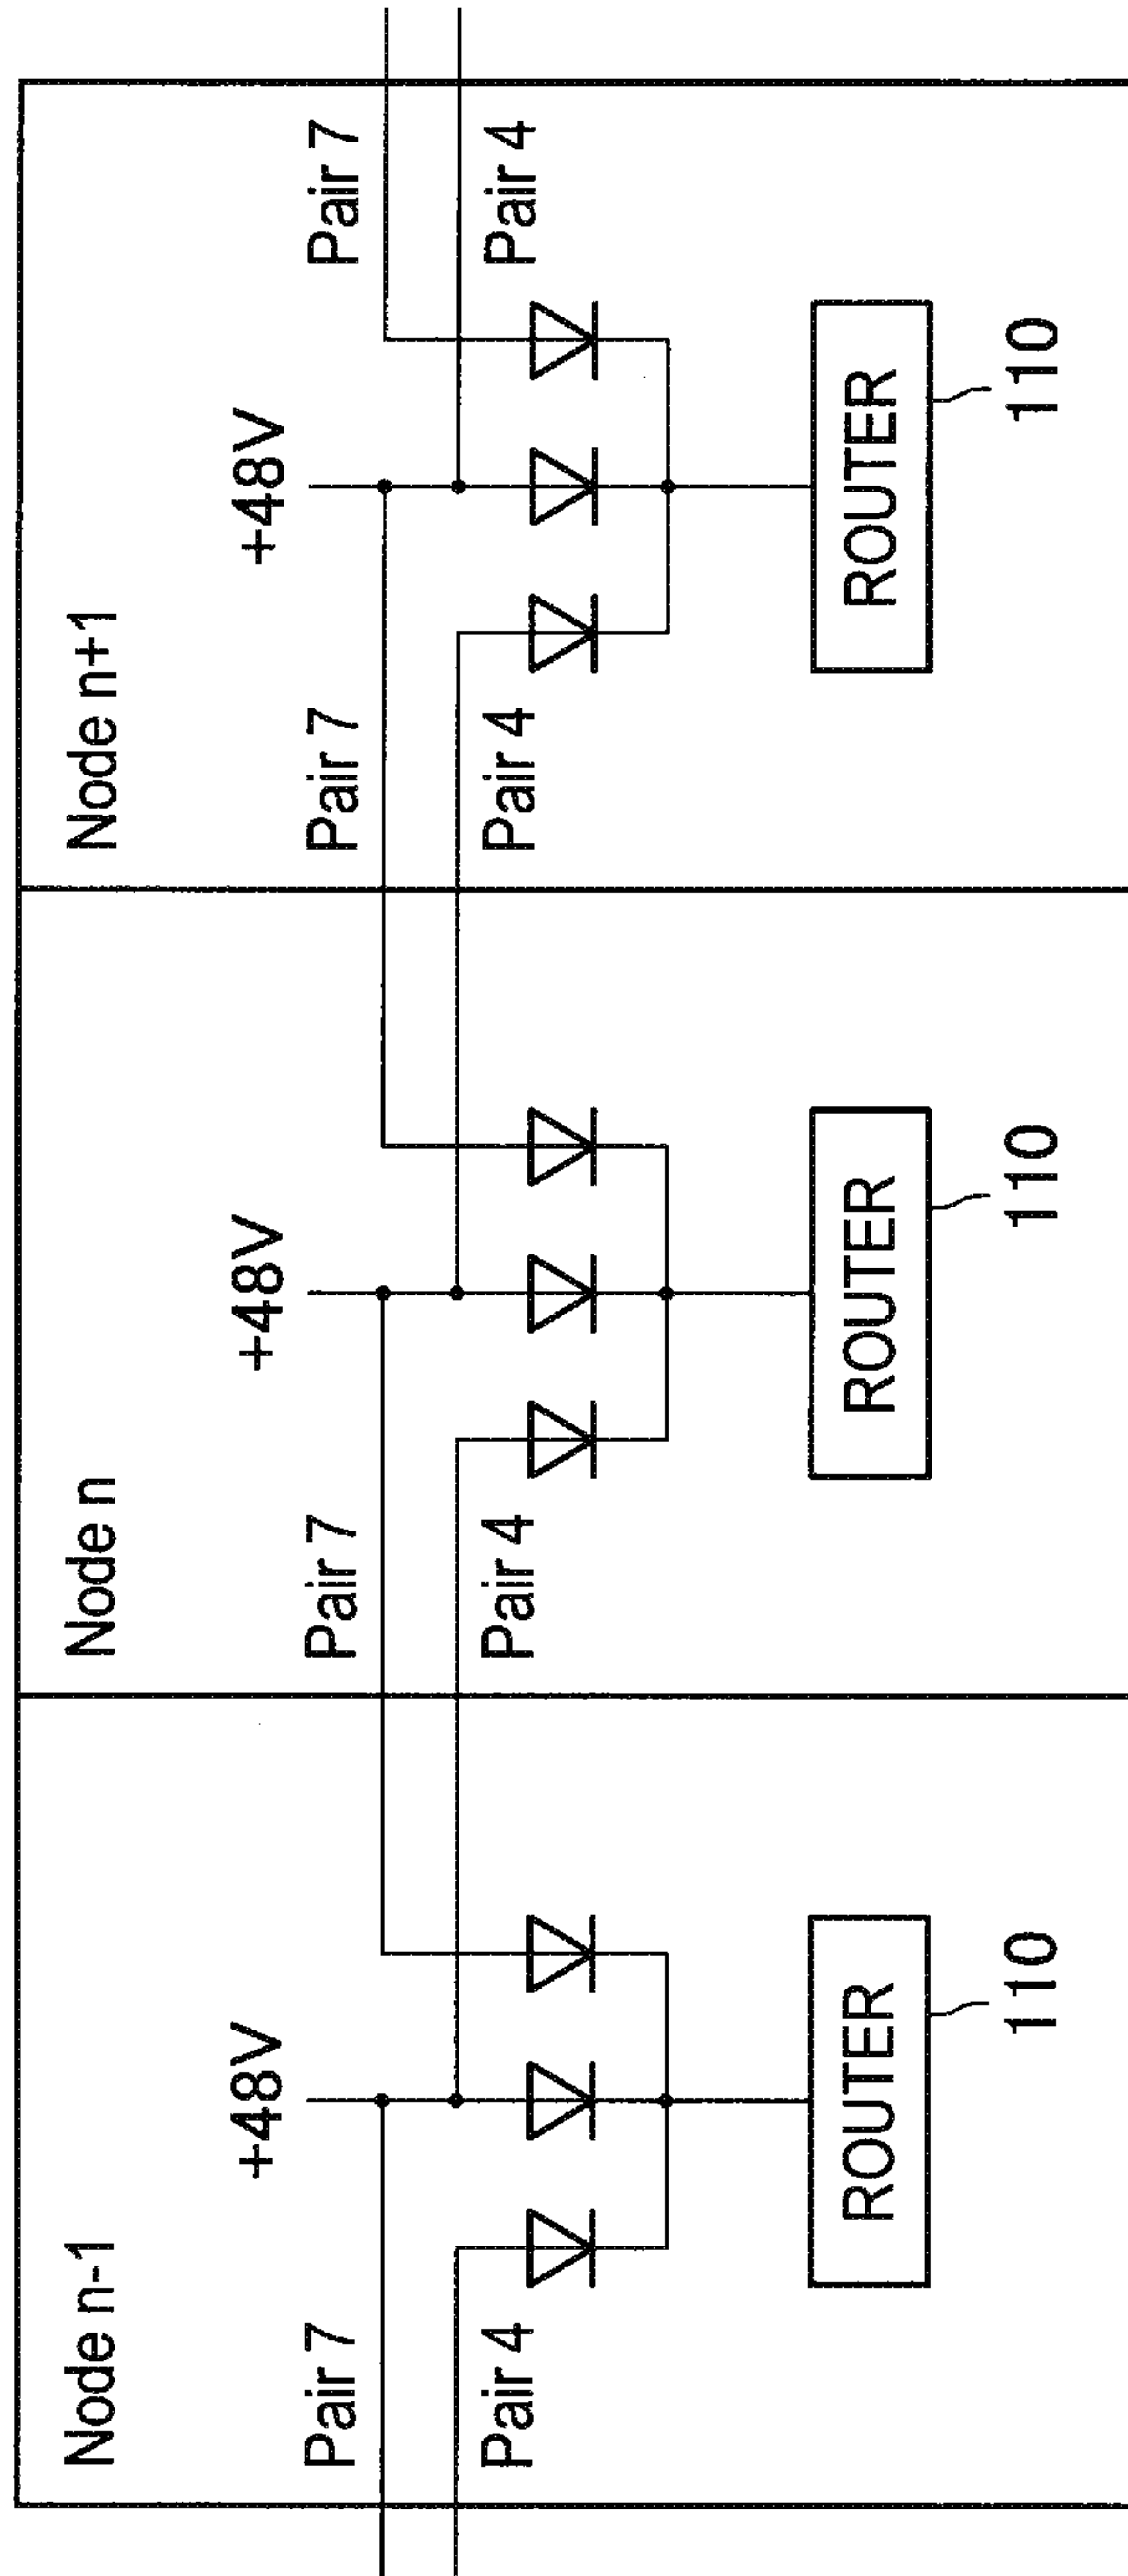 Node n-1
Node n
Node n+1
+48V
+48V
+48V
Pair 7
Pair 7
Pair 7
Pair 7
Pair 4
Pair 4
Pair 4
Pair 4
ROUTER
ROUTER
ROUTER
110
110
110